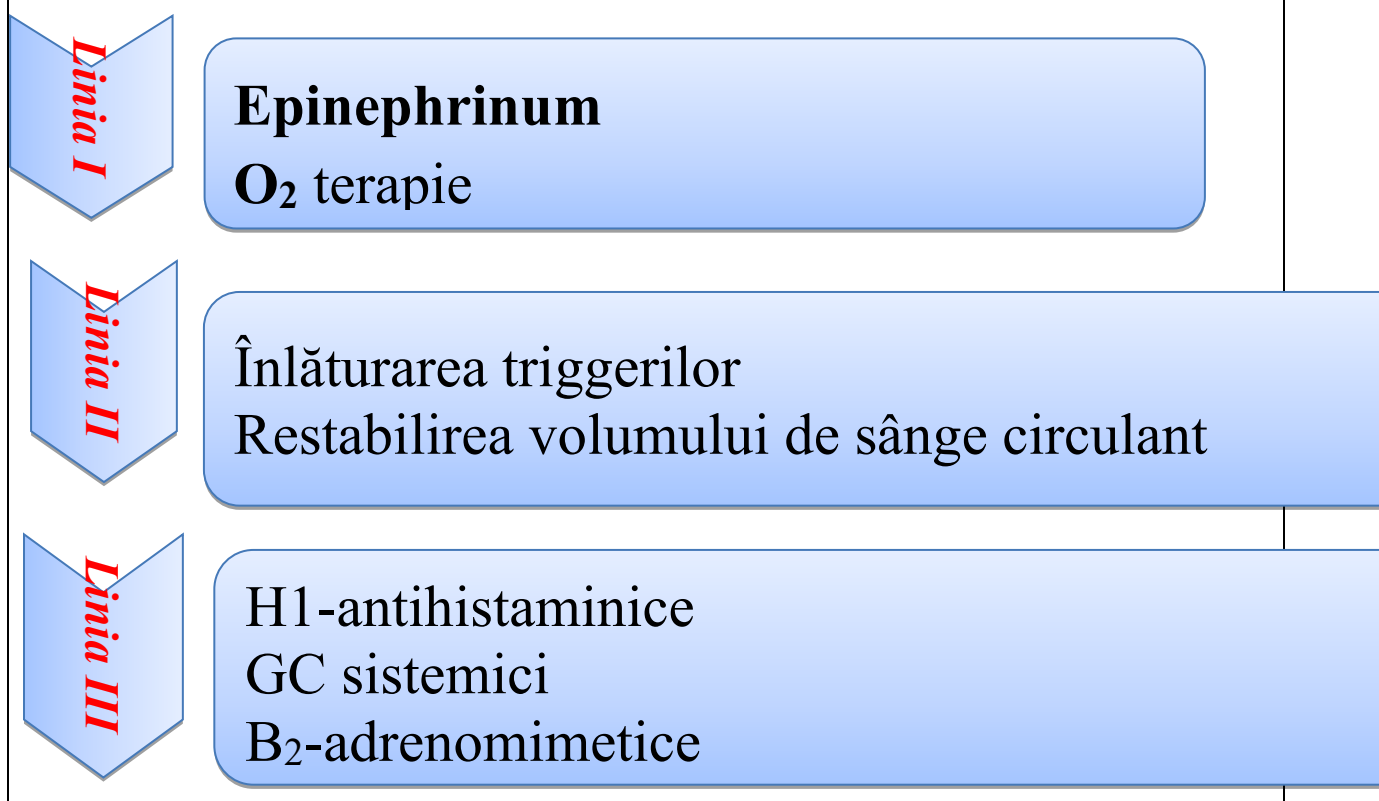 Linia I
Epinephrinum
O₂ terapie
Linia II
Înlăturarea triggerilor
Restabilirea volumului de sânge circulant
Linia III
H1-antihistaminice
GC sistemici
B₂-adrenomimetice